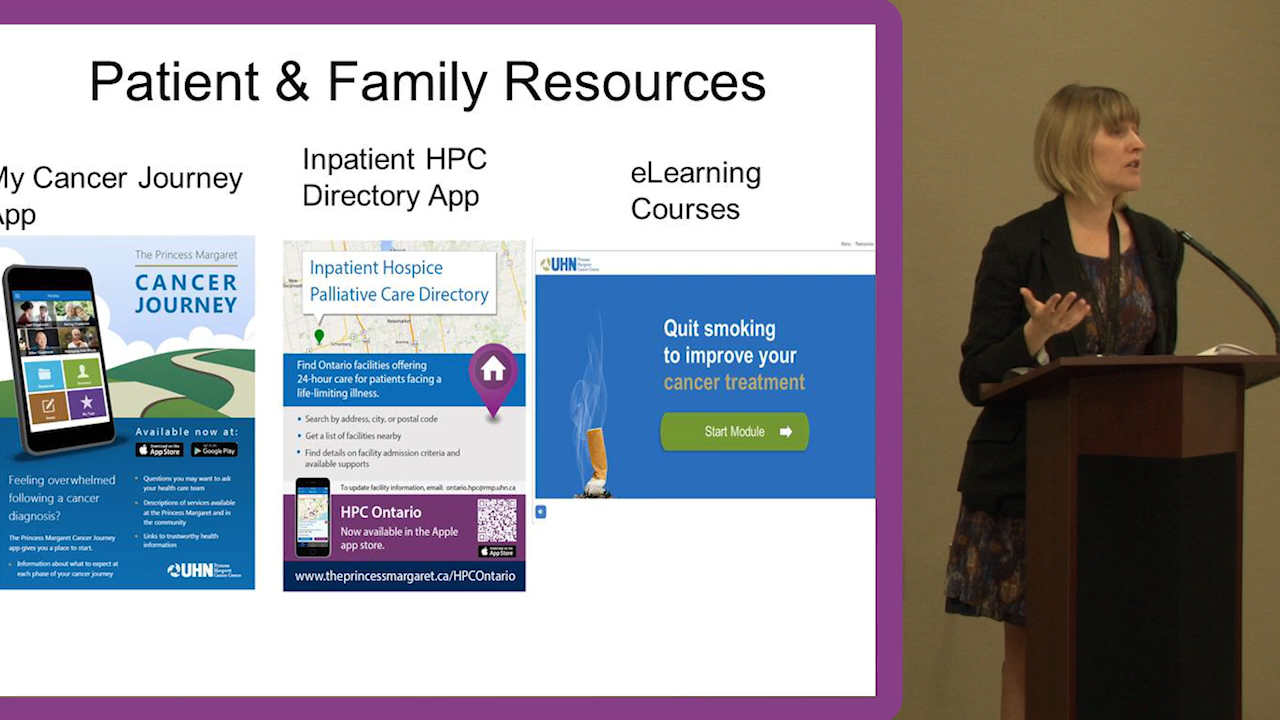 Patient & Family Resources
My Cancer Journey
App
Inpatient HPC
Directory App
eLearning
Courses
The Princess Margaret
CANCER
JOURNEY
Available now at:
App Store
Google Play
Feeling overwhelmed
following a cancer
diagnosis?
The Princess Margaret Cancer Journey
app gives you a place to start.
• Information about what to expect at
each phase of your cancer journey
• Questions you may want to ask
your health care team
• Descriptions of services available
at the Princess Margaret and in
the community
• Links to trustworthy health
information
UHN Princess
Margaret
Cancer Centre
Inpatient Hospice
Palliative Care Directory
Find Ontario facilities offering
24-hour care for patients facing a
life-limiting illness.
• Search by address, city, or postal code
• Get a list of facilities nearby
• Find details on facility admission criteria and
available supports
To update facility information, email: ontario.hpc@rmp.uhn.ca
HPC Ontario
Now available in the Apple
app store.
App Store
www.theprincessmargaret.ca/HPCOntario
Menu Resources
UHN Princess
Margaret
Cancer Centre
Quit smoking
to improve your
cancer treatment
Start Module